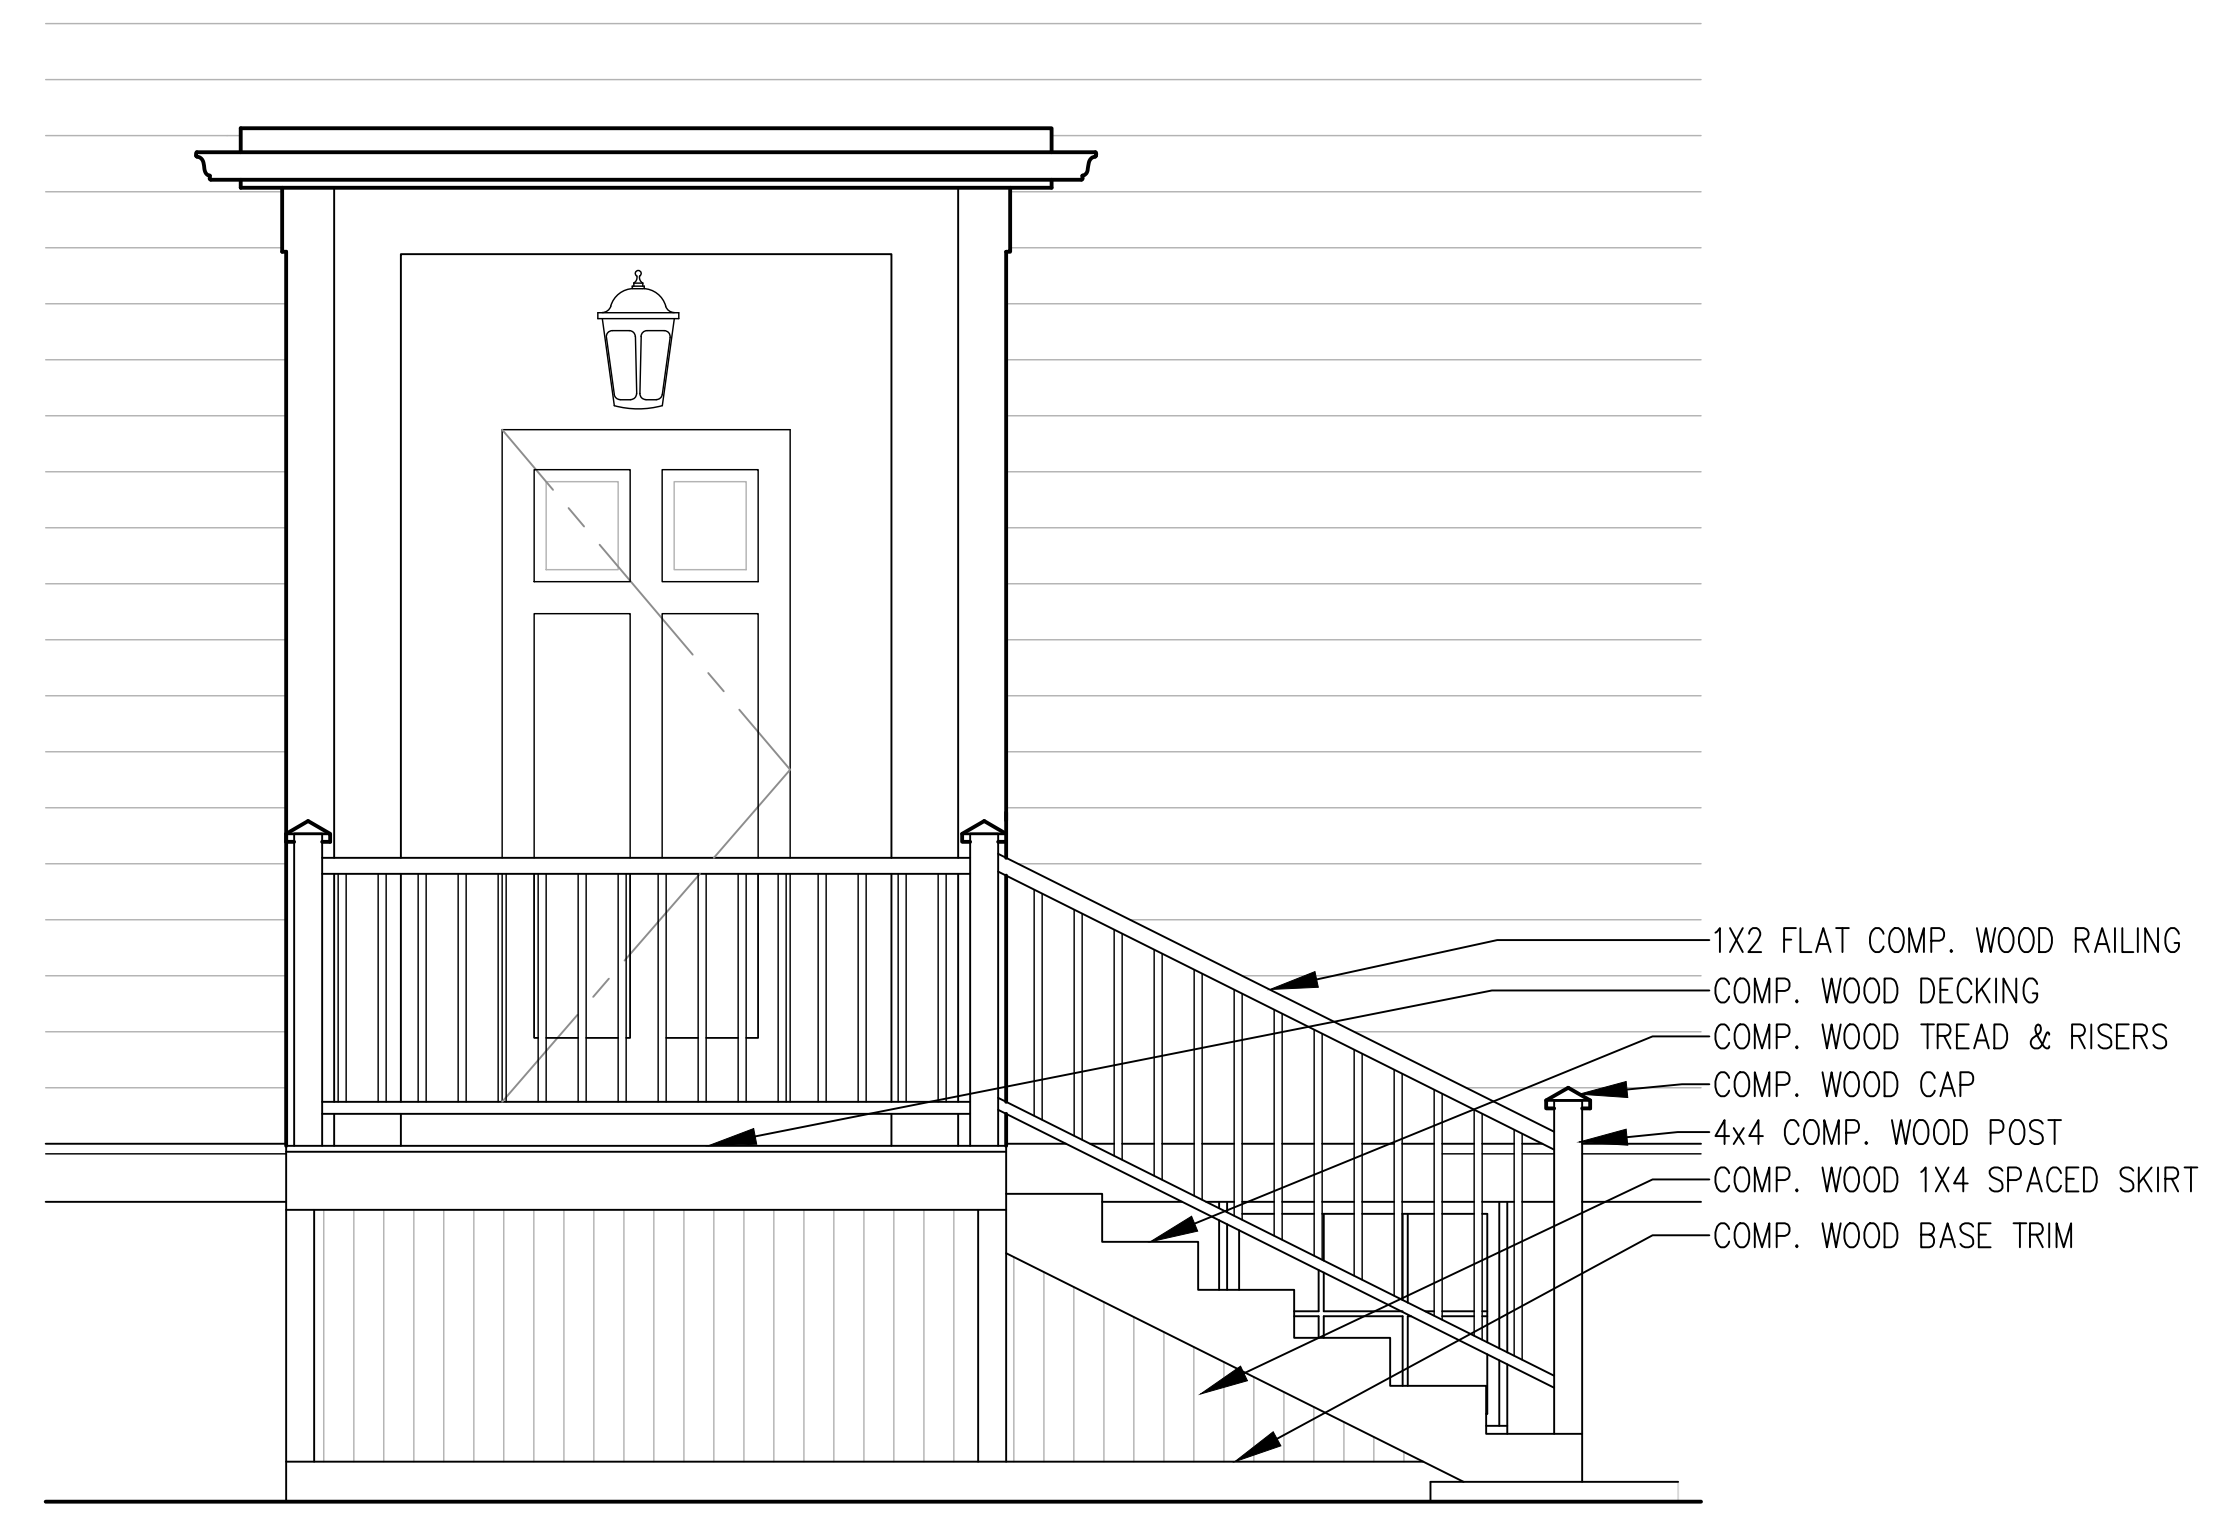 1X2 FLAT COMP. WOOD RAILING
COMP. WOOD DECKING
COMP. WOOD TREAD & RISERS
COMP. WOOD CAP
4x4 COMP. WOOD POST
COMP. WOOD 1X4 SPACED SKIRT
COMP. WOOD BASE TRIM